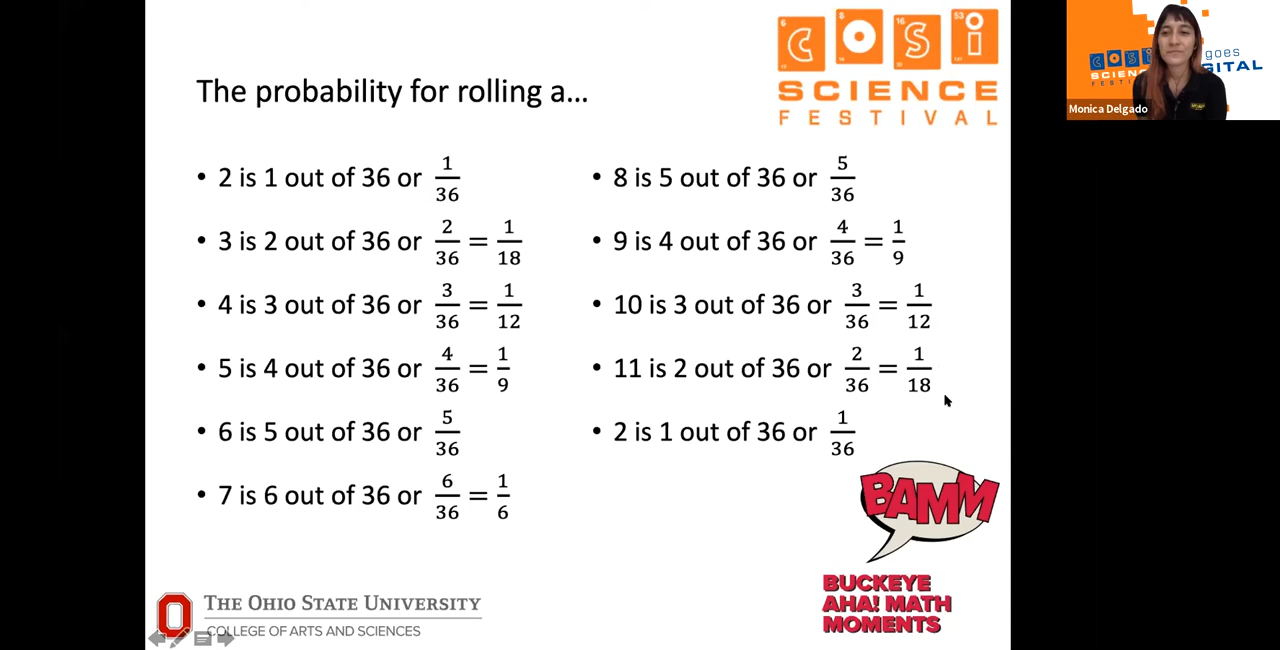 6 8 16 53
C O S i
SCIENCE
FESTIVAL
The probability for rolling a...
• 2 is 1 out of 36 or 1/36
• 3 is 2 out of 36 or 2/36 = 1/18
• 4 is 3 out of 36 or 3/36 = 1/12
• 5 is 4 out of 36 or 4/36 = 1/9
• 6 is 5 out of 36 or 5/36
• 7 is 6 out of 36 or 6/36 = 1/6
• 8 is 5 out of 36 or 5/36
• 9 is 4 out of 36 or 4/36 = 1/9
• 10 is 3 out of 36 or 3/36 = 1/12
• 11 is 2 out of 36 or 2/36 = 1/18
• 2 is 1 out of 36 or 1/36
BAMM
BUCKEYE
AHA! MATH
MOMENTS
O
THE OHIO STATE UNIVERSITY
COLLEGE OF ARTS AND SCIENCES
COSI goes
Monica Delgado